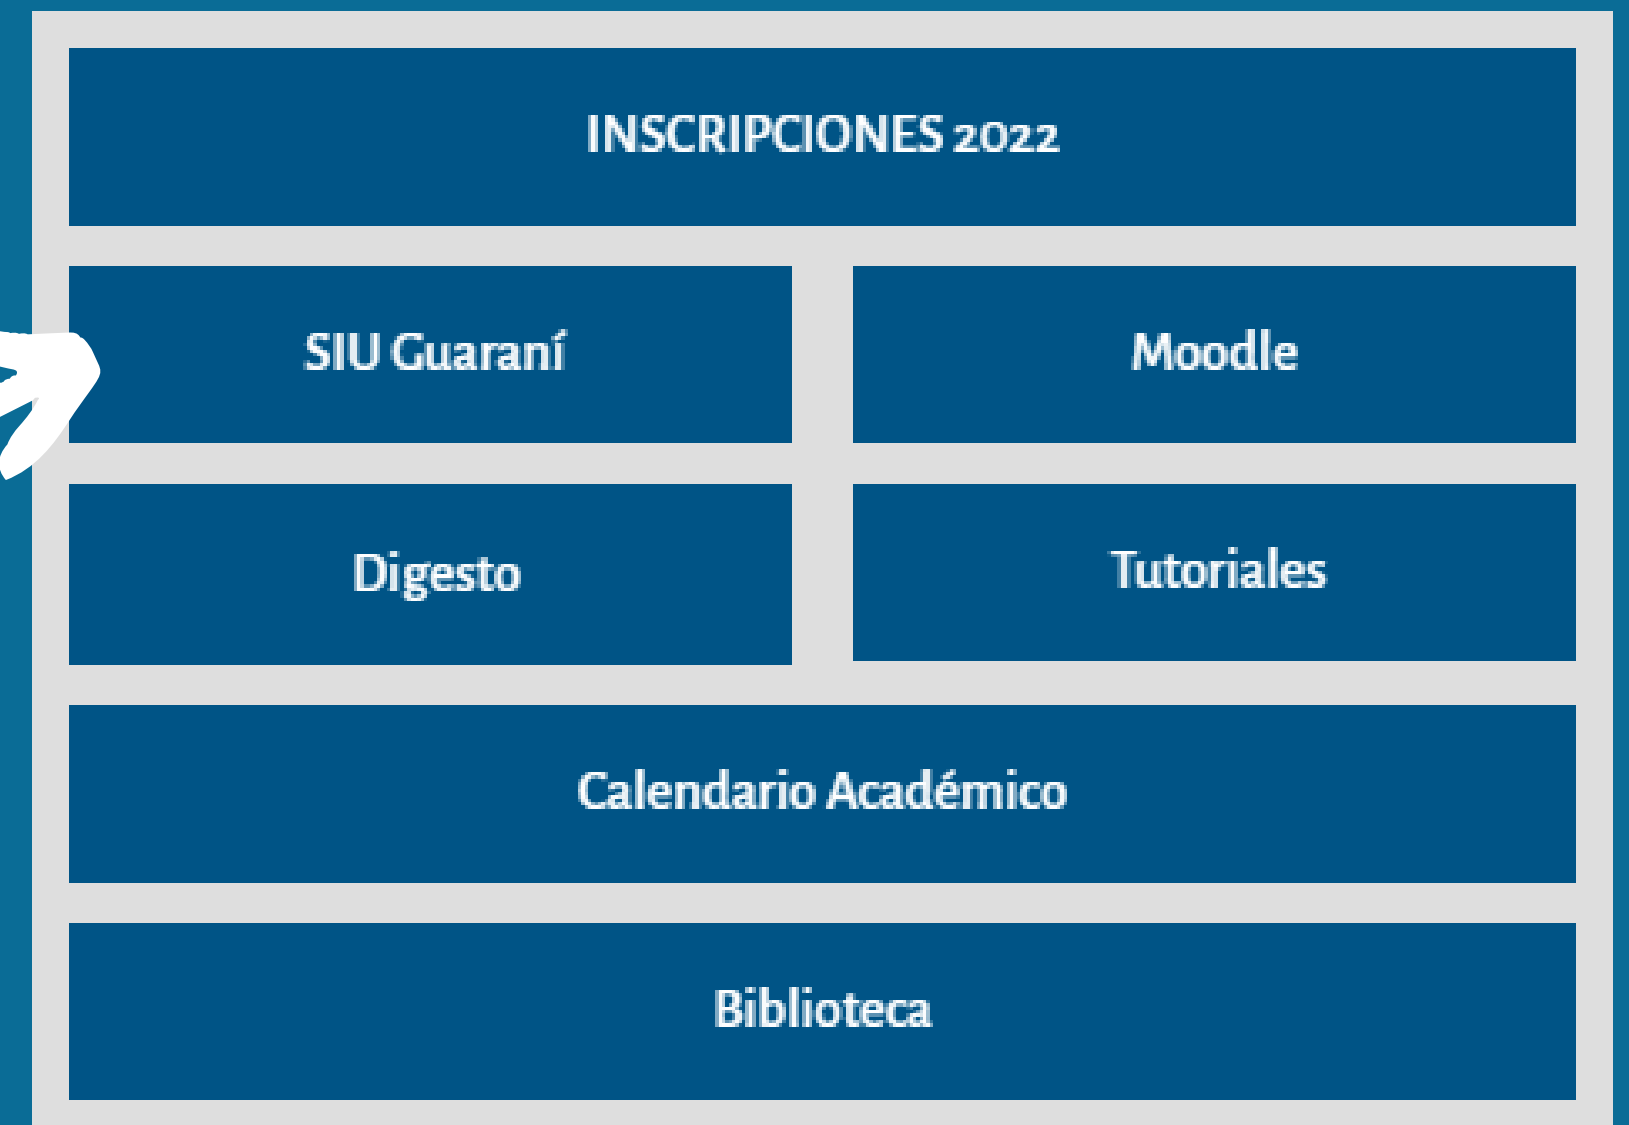 INSCRIPCIONES 2022
SIU Guaraní
Moodle
Digesto
Tutoriales
Calendario Académico
Biblioteca